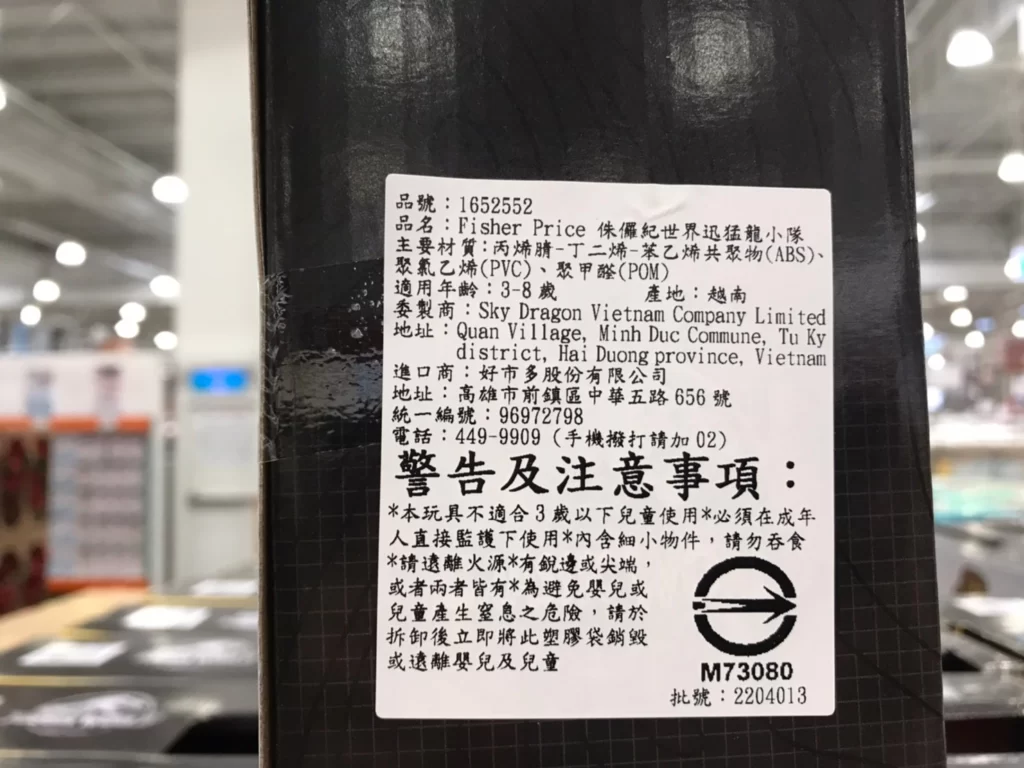 品號：1652552
品名：Fisher Price 侏儸紀世界迅猛龍小隊
主要材質：丙烯腈-丁二烯-苯乙烯共聚物(ABS)、
聚氯乙烯(PVC)、聚甲醛(POM)
適用年齡：3-8 歲 產地：越南
委製商：Sky Dragon Vietnam Company Limited
地址：Quan Village, Minh Duc Commune, Tu Ky
district, Hai Duong province, Vietnam
進口商：好市多股份有限公司
地址：高雄市前鎮區中華五路 656 號
統一編號：96972798
電話：449-9909 (手機撥打請加 02)
警告及注意事項：
*本玩具不適合 3 歲以下兒童使用*必須在成年
人直接監護下使用*內含細小物件，請勿吞食
*請遠離火源*有銳邊或尖端，
或者兩者皆有*為避免嬰兒或
兒童產生窒息之危險，請於
拆卸後立即將此塑膠袋銷毀
或遠離嬰兒及兒童
M73080
批號：2204013